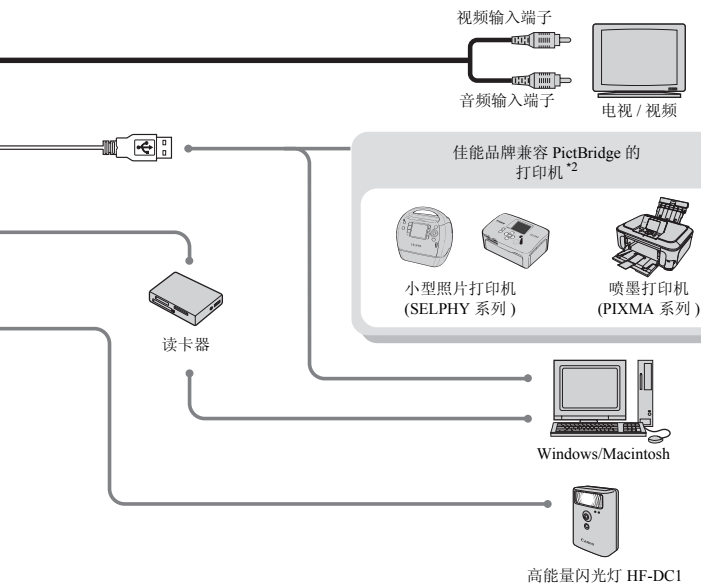 视频输入端子
音频输入端子
电视 / 视频
佳能品牌兼容 PictBridge 的
打印机 *2
小型照片打印机
(SELPHY 系列 )
喷墨打印机
(PIXMA 系列 )
读卡器
Windows/Macintosh
Canon
高能量闪光灯 HF-DC1